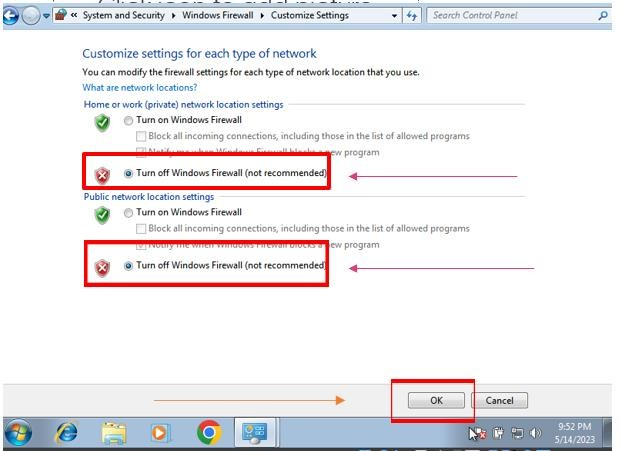 « System and Security ▸ Windows Firewall ▸ Customize Settings
Search Control Panel
Customize settings for each type of network
You can modify the firewall settings for each type of network location that you use.
What are network locations?
Home or work (private) network location settings
Turn on Windows Firewall
Block all incoming connections, including those in the list of allowed programs
Notify me when Windows Firewall blocks a new program
Turn off Windows Firewall (not recommended)
Public network location settings
Turn on Windows Firewall
Block all incoming connections, including those in the list of allowed programs
Notify me when Windows Firewall blocks a new program
Turn off Windows Firewall (not recommended)
OK
Cancel
9:52 PM
5/14/2023